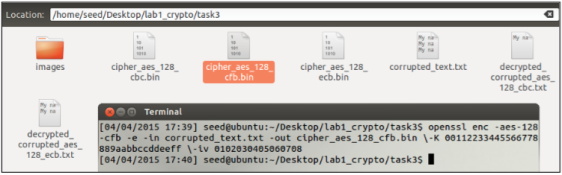 Location: /home/seed/Desktop/lab1_crypto/task3
images
cipher_aes_128_
cbc.bin
cipher_aes_128_
cfb.bin
cipher_aes_128_
ecb.bin
corrupted_text.txt
decrypted_
corrupted_aes_
128_cbc.txt
decrypted_
corrupted_aes_
128_ecb.txt
Terminal
[04/04/2015 17:39] seed@ubuntu:~/Desktop/lab1_crypto/task3$ openssl enc -aes-128
-cfb -e -in corrupted_text.txt -out cipher_aes_128_cfb.bin \-K 00112233445566778
889aabbccddeeff \-iv 0102030405060708
[04/04/2015 17:40] seed@ubuntu:~/Desktop/lab1_crypto/task3$